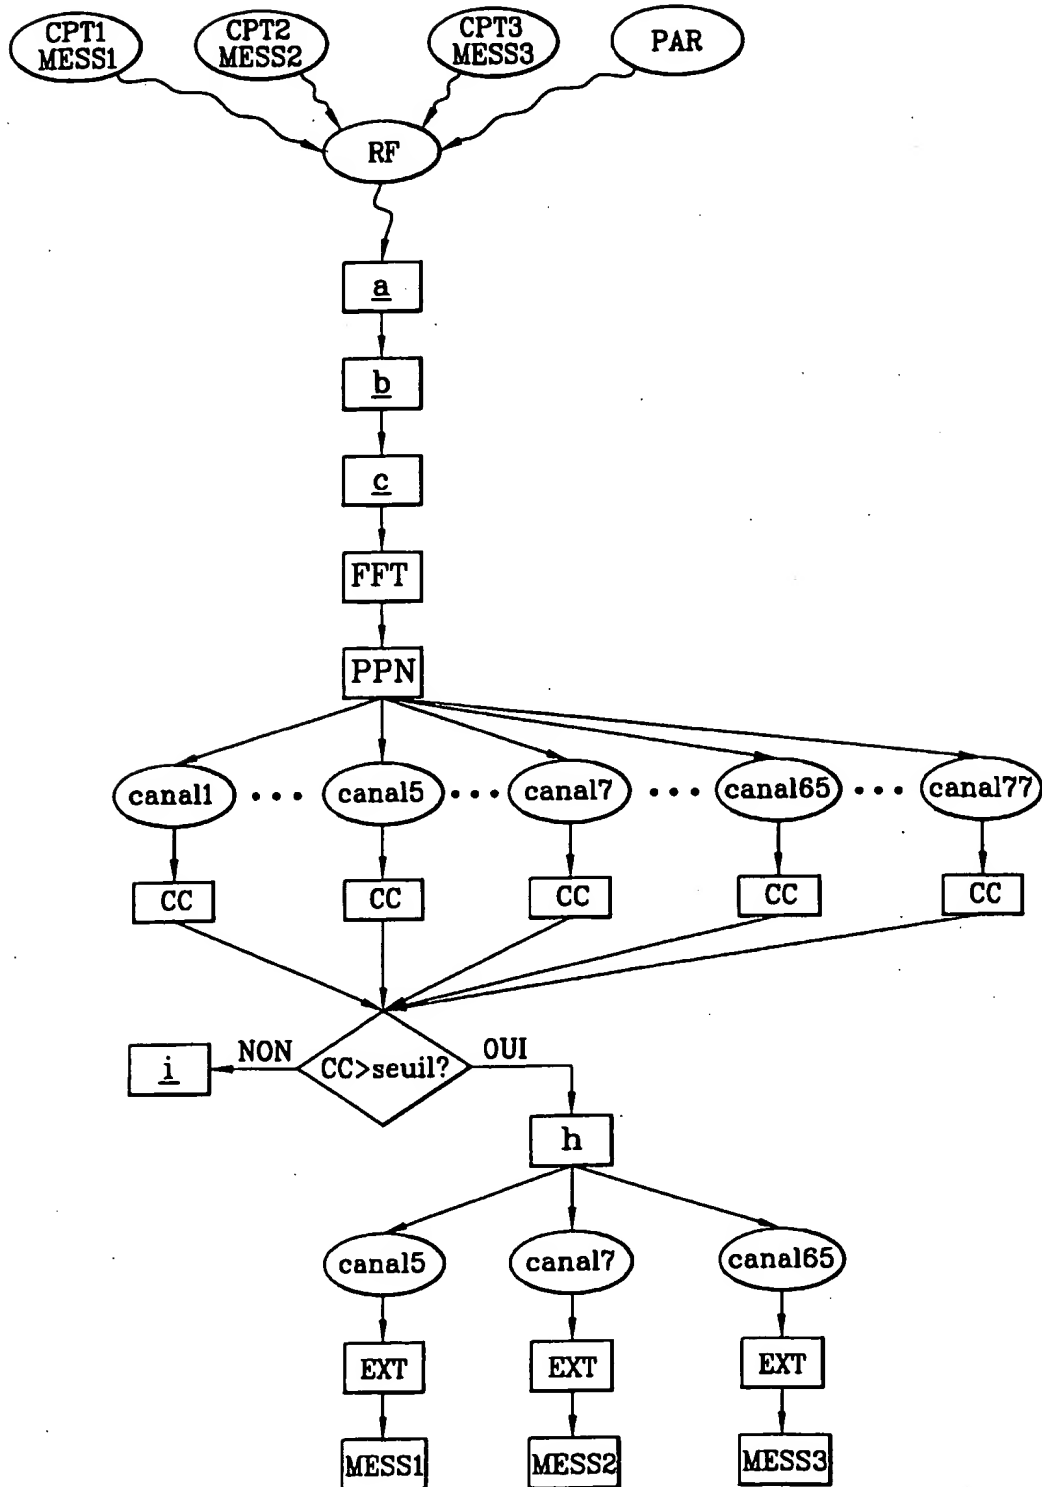 CPT1
MESS1
CPT2
MESS2
CPT3
MESS3
PAR
RF
a
b
c
FFT
PPN
canal1 ••• canal5 ••• canal7 ••• canal65 ••• canal77
CC CC CC CC CC
NON CC>seuil? OUI
i
h
canal5 canal7 canal65
EXT EXT EXT
MESS1 MESS2 MESS3